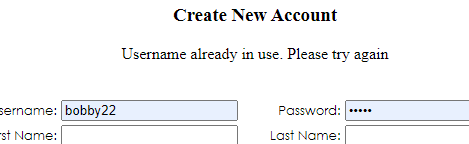 Create New Account
Username already in use. Please try again
sername: bobby22 Password: •••••
rst Name: Last Name: